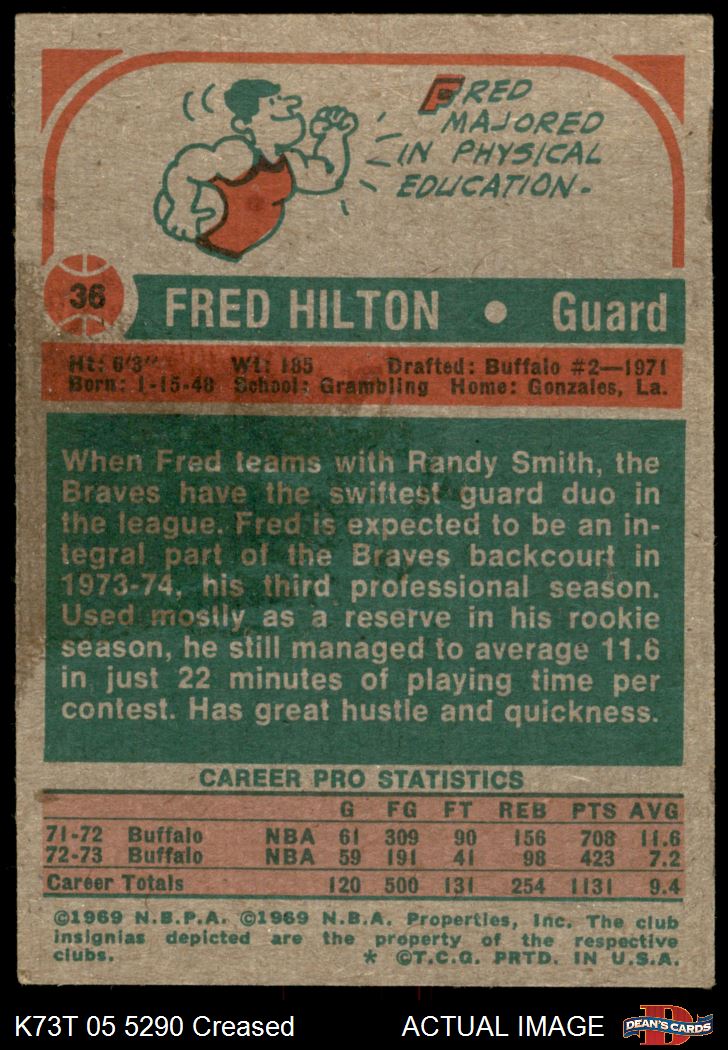 FRED
MAJORED
IN PHYSICAL
EDUCATION.
36
FRED HILTON • Guard
Ht: 6'3" Wt: 185 Drafted: Buffalo #2—1971
Born: 1-15-48 School: Grambling Home: Gonzales, La.
When Fred teams with Randy Smith, the
Braves have the swiftest guard duo in
the league. Fred is expected to be an in-
tegral part of the Braves backcourt in
1973-74, his third professional season.
Used mostly as a reserve in his rookie
season, he still managed to average 11.6
in just 22 minutes of playing time per
contest. Has great hustle and quickness.
CAREER PRO STATISTICS
G FG FT REB PTS AVG
71-72 Buffalo NBA 61 309 90 156 708 11.6
72-73 Buffalo NBA 59 191 41 98 423 7.2
Career Totals 120 500 131 254 1131 9.4
©1969 N.B.P.A. ©1969 N.B.A. Properties, Inc. The club
insignias depicted are the property of the respective
clubs. * ©T.C.G. PRTD. IN U.S.A.
K73T 05 5290 Creased ACTUAL IMAGE
D
DEAN'S CARDS